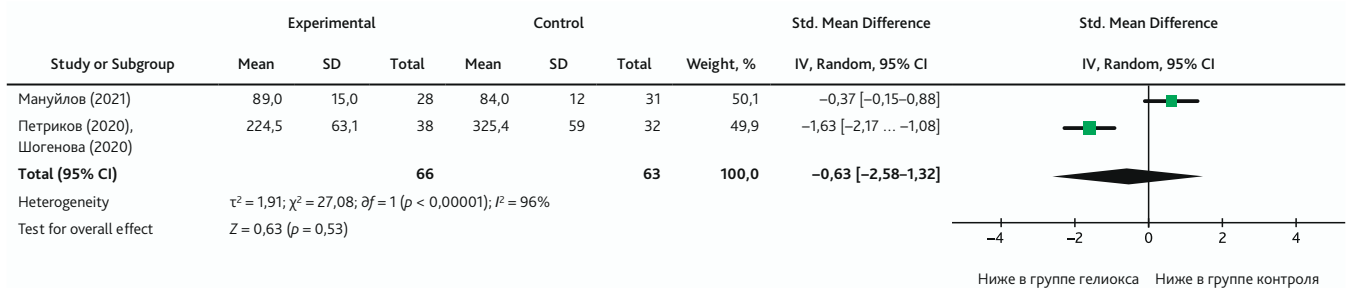 Experimental Control Std. Mean Difference Std. Mean Difference
Study or Subgroup Mean SD Total Mean SD Total Weight, % IV, Random, 95% CI IV, Random, 95% CI
Мануйлов (2021) 89,0 15,0 28 84,0 12 31 50,1 −0,37 [−0,15–0,88]
Петриков (2020), 224,5 63,1 38 325,4 59 32 49,9 −1,63 [−2,17 ... −1,08]
Шогенова (2020)
Total (95% CI) 66 63 100,0 −0,63 [−2,58–1,32]
Heterogeneity τ² = 1,91; χ² = 27,08; ∂f = 1 (p < 0,00001); I² = 96%
Test for overall effect Z = 0,63 (p = 0,53)
−4 −2 0 2 4
Ниже в группе гелиокса Ниже в группе контроля